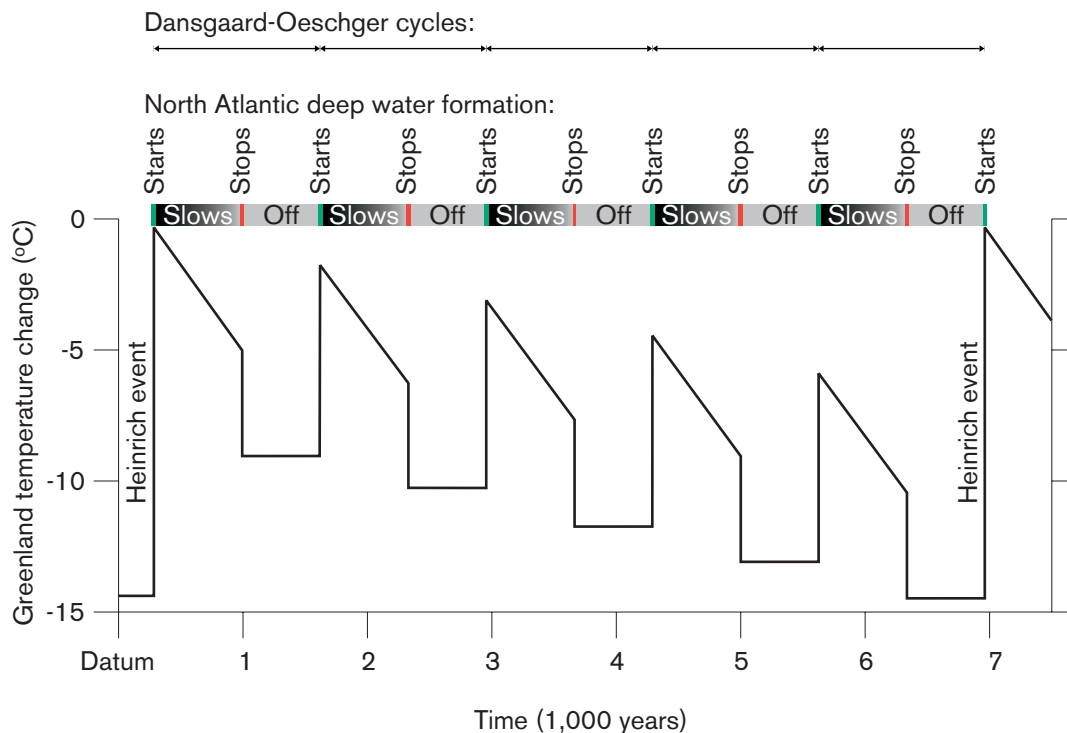 Dansgaard-Oeschger cycles:
North Atlantic deep water formation:
Starts Stops Starts Stops Starts Stops Starts Stops Starts Stops Starts
Slows Off Slows Off Slows Off Slows Off Slows Off
Greenland temperature change (ºC)
0
-5
-10
-15
Heinrich event
Heinrich event
Datum 1 2 3 4 5 6 7
Time (1,000 years)